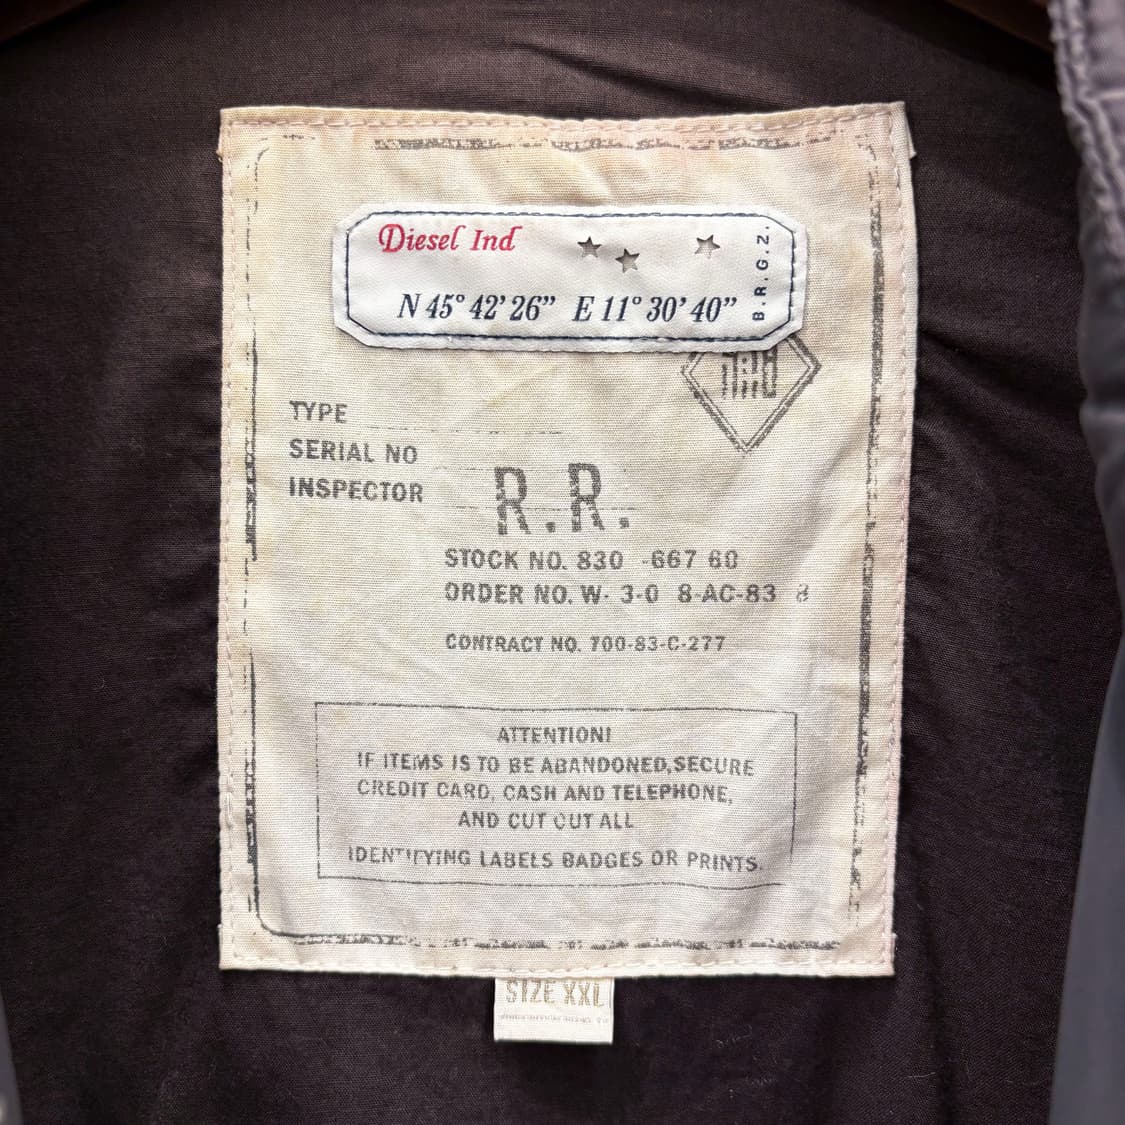 Diesel Ind
N 45° 42' 26” E 11° 30' 40”
B.R.G.Z.
TYPE
SERIAL NO
INSPECTOR
R.R.
STOCK NO. 830 -667 60
ORDER NO. W- 3-0 8-AC-83 8
CONTRACT NO. 700-83-C-277
ATTENTION!
IF ITEMS IS TO BE ABANDONED,SECURE
CREDIT CARD, CASH AND TELEPHONE,
AND CUT OUT ALL
IDENTIFYING LABELS BADGES OR PRINTS.
SIZE XXL